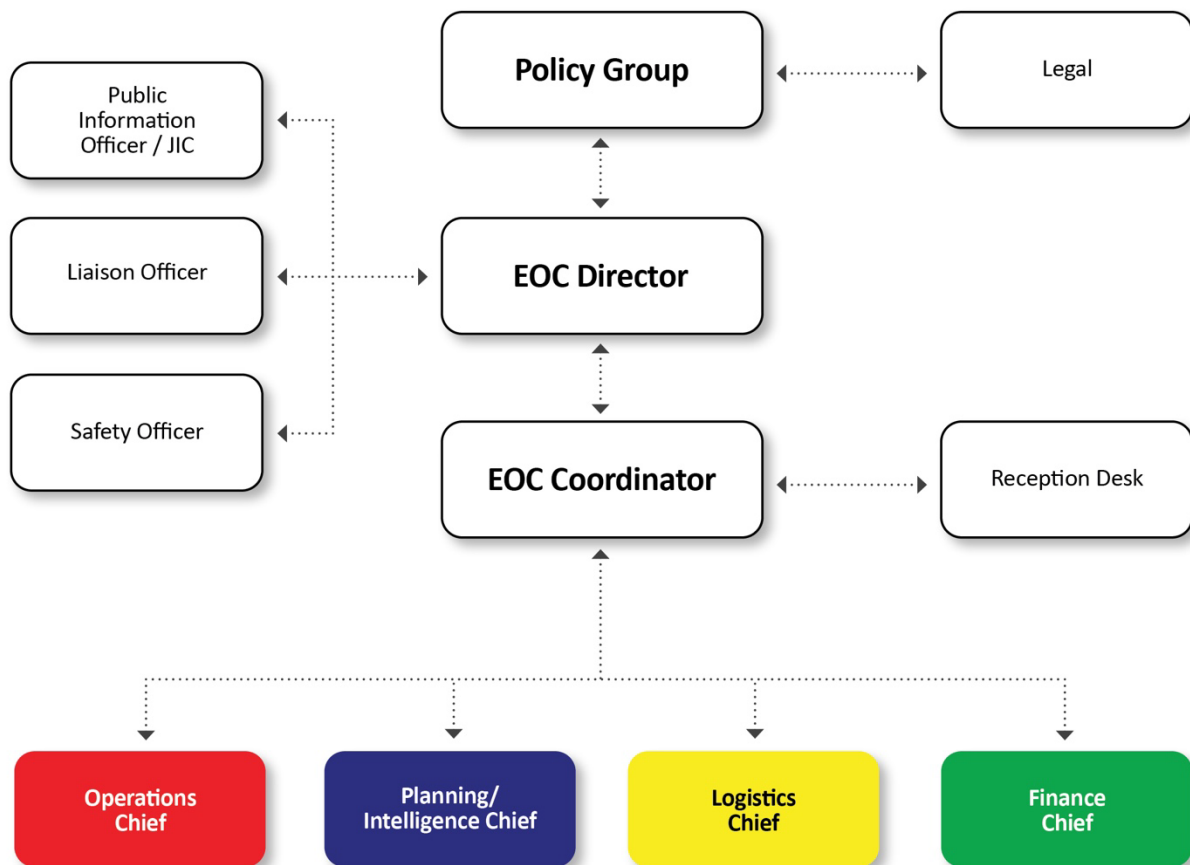 Policy Group
Legal
Public
Information
Officer / JIC
Liaison Officer
EOC Director
Safety Officer
EOC Coordinator
Reception Desk
Operations
Chief
Planning/
Intelligence Chief
Logistics
Chief
Finance
Chief